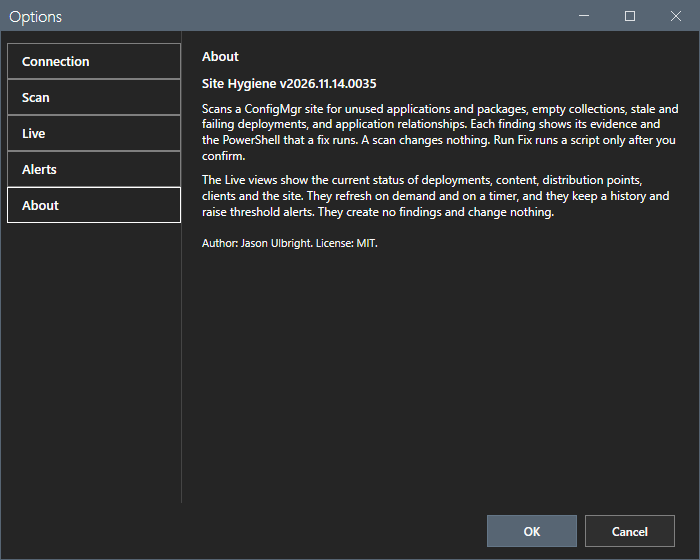 Options
Connection
Scan
Live
Alerts
About
About
Site Hygiene v2026.11.14.0035
Scans a ConfigMgr site for unused applications and packages, empty collections, stale and
failing deployments, and application relationships. Each finding shows its evidence and
the PowerShell that a fix runs. A scan changes nothing. Run Fix runs a script only after you
confirm.
The Live views show the current status of deployments, content, distribution points,
clients and the site. They refresh on demand and on a timer, and they keep a history and
raise threshold alerts. They create no findings and change nothing.
Author: Jason Ulbright. License: MIT.
OK
Cancel